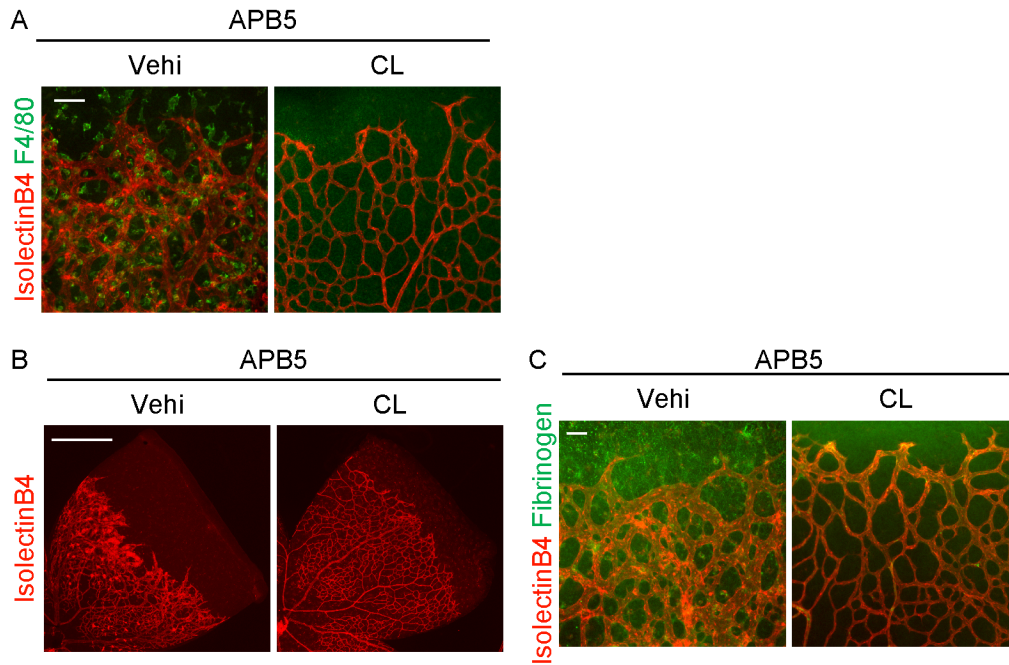 A
APB5
Vehi
CL
IsolectinB4 F4/80
B
APB5
Vehi
CL
IsolectinB4
C
APB5
Vehi
CL
IsolectinB4 Fibrinogen